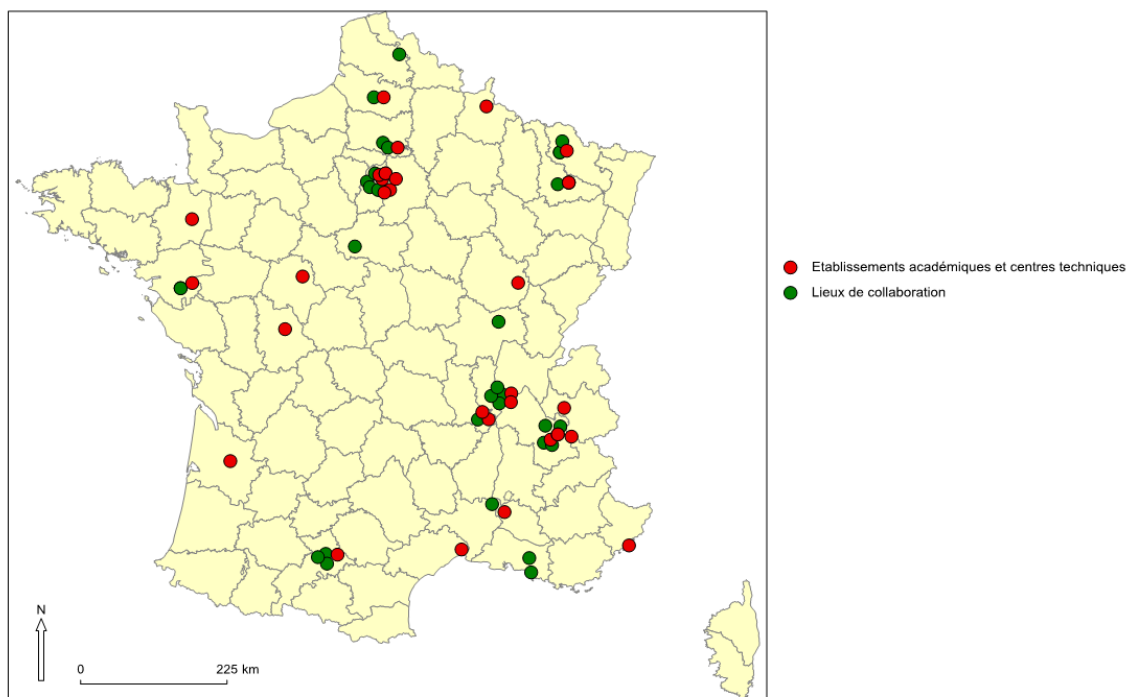 Etablissements académiques et centres techniques
Lieux de collaboration
N
0 225 km